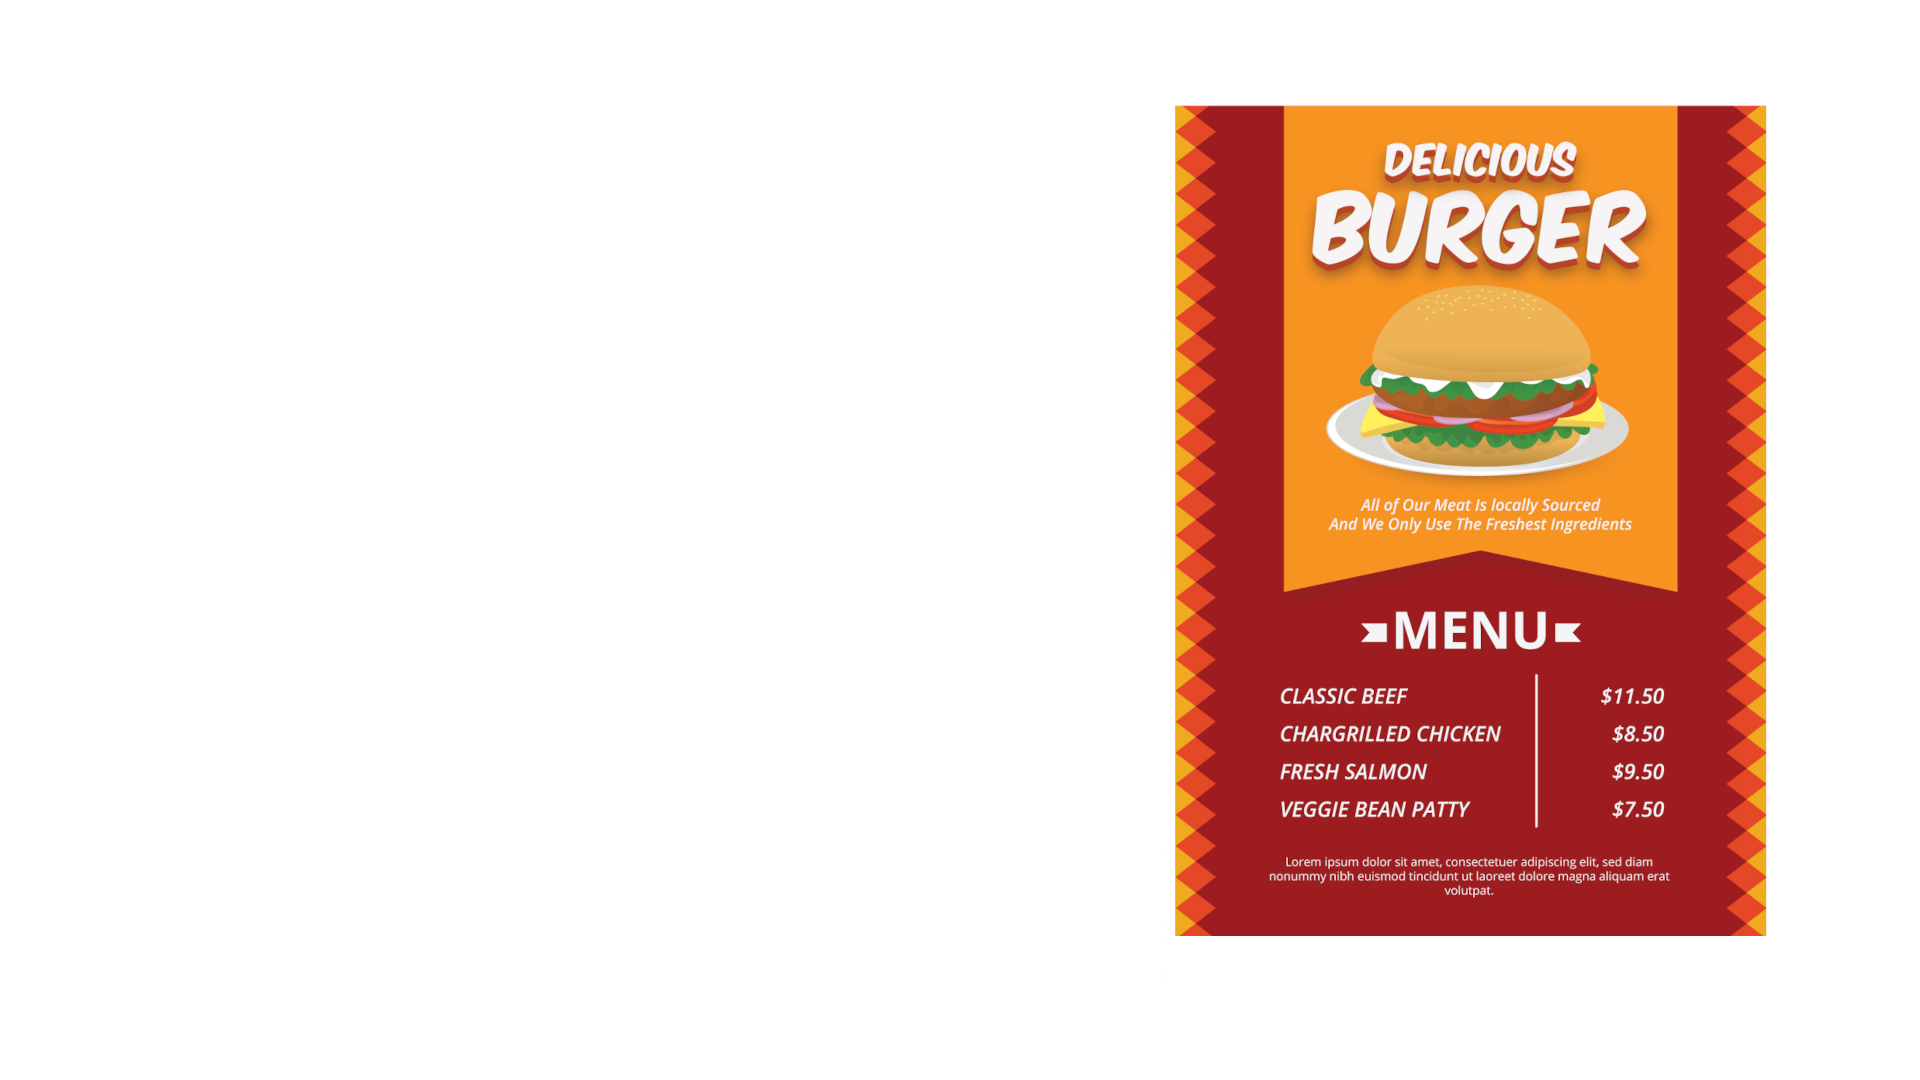 DELICIOUS
BURGER
All of Our Meat Is locally Sourced
And We Only Use The Freshest Ingredients
MENU
CLASSIC BEEF $11.50
CHARGRILLED CHICKEN $8.50
FRESH SALMON $9.50
VEGGIE BEAN PATTY $7.50
Lorem ipsum dolor sit amet, consectetuer adipiscing elit, sed diam
nonummy nibh euismod tincidunt ut laoreet dolore magna aliquam erat
volutpat.